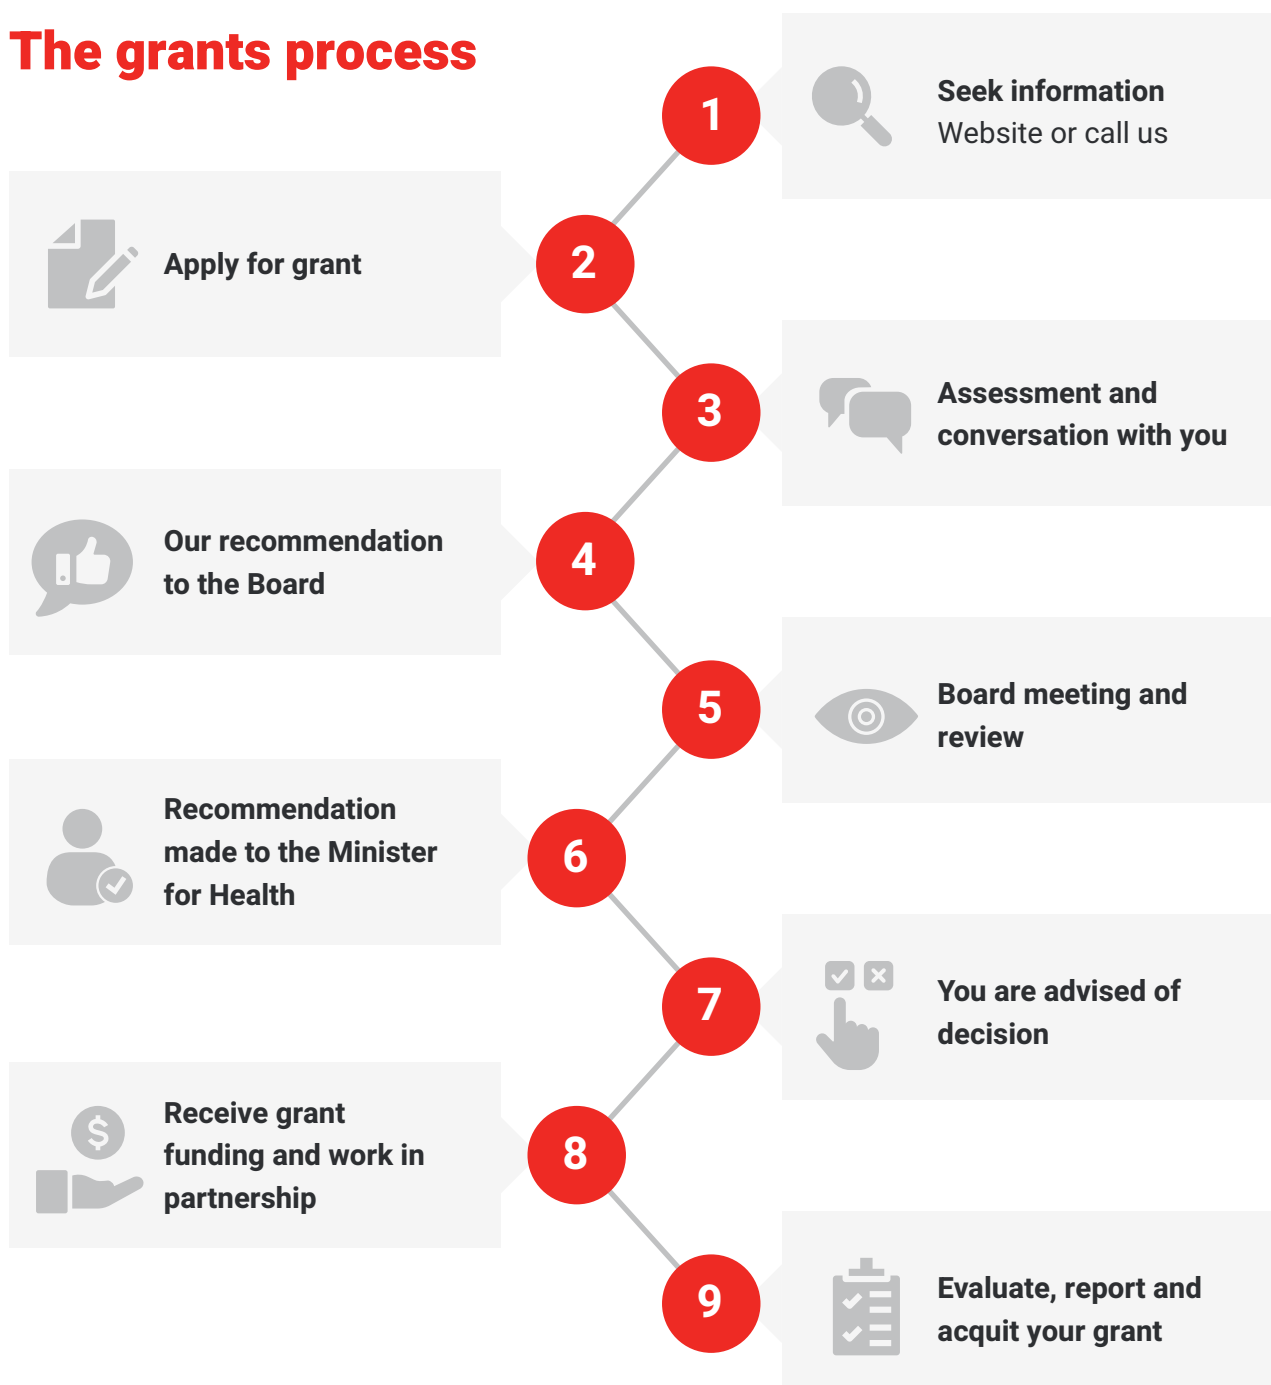 The grants process
1
Seek information
Website or call us
2
Apply for grant
3
Assessment and
conversation with you
4
Our recommendation
to the Board
5
Board meeting and
review
6
Recommendation
made to the Minister
for Health
7
You are advised of
decision
8
$
Receive grant
funding and work in
partnership
9
Evaluate, report and
acquit your grant